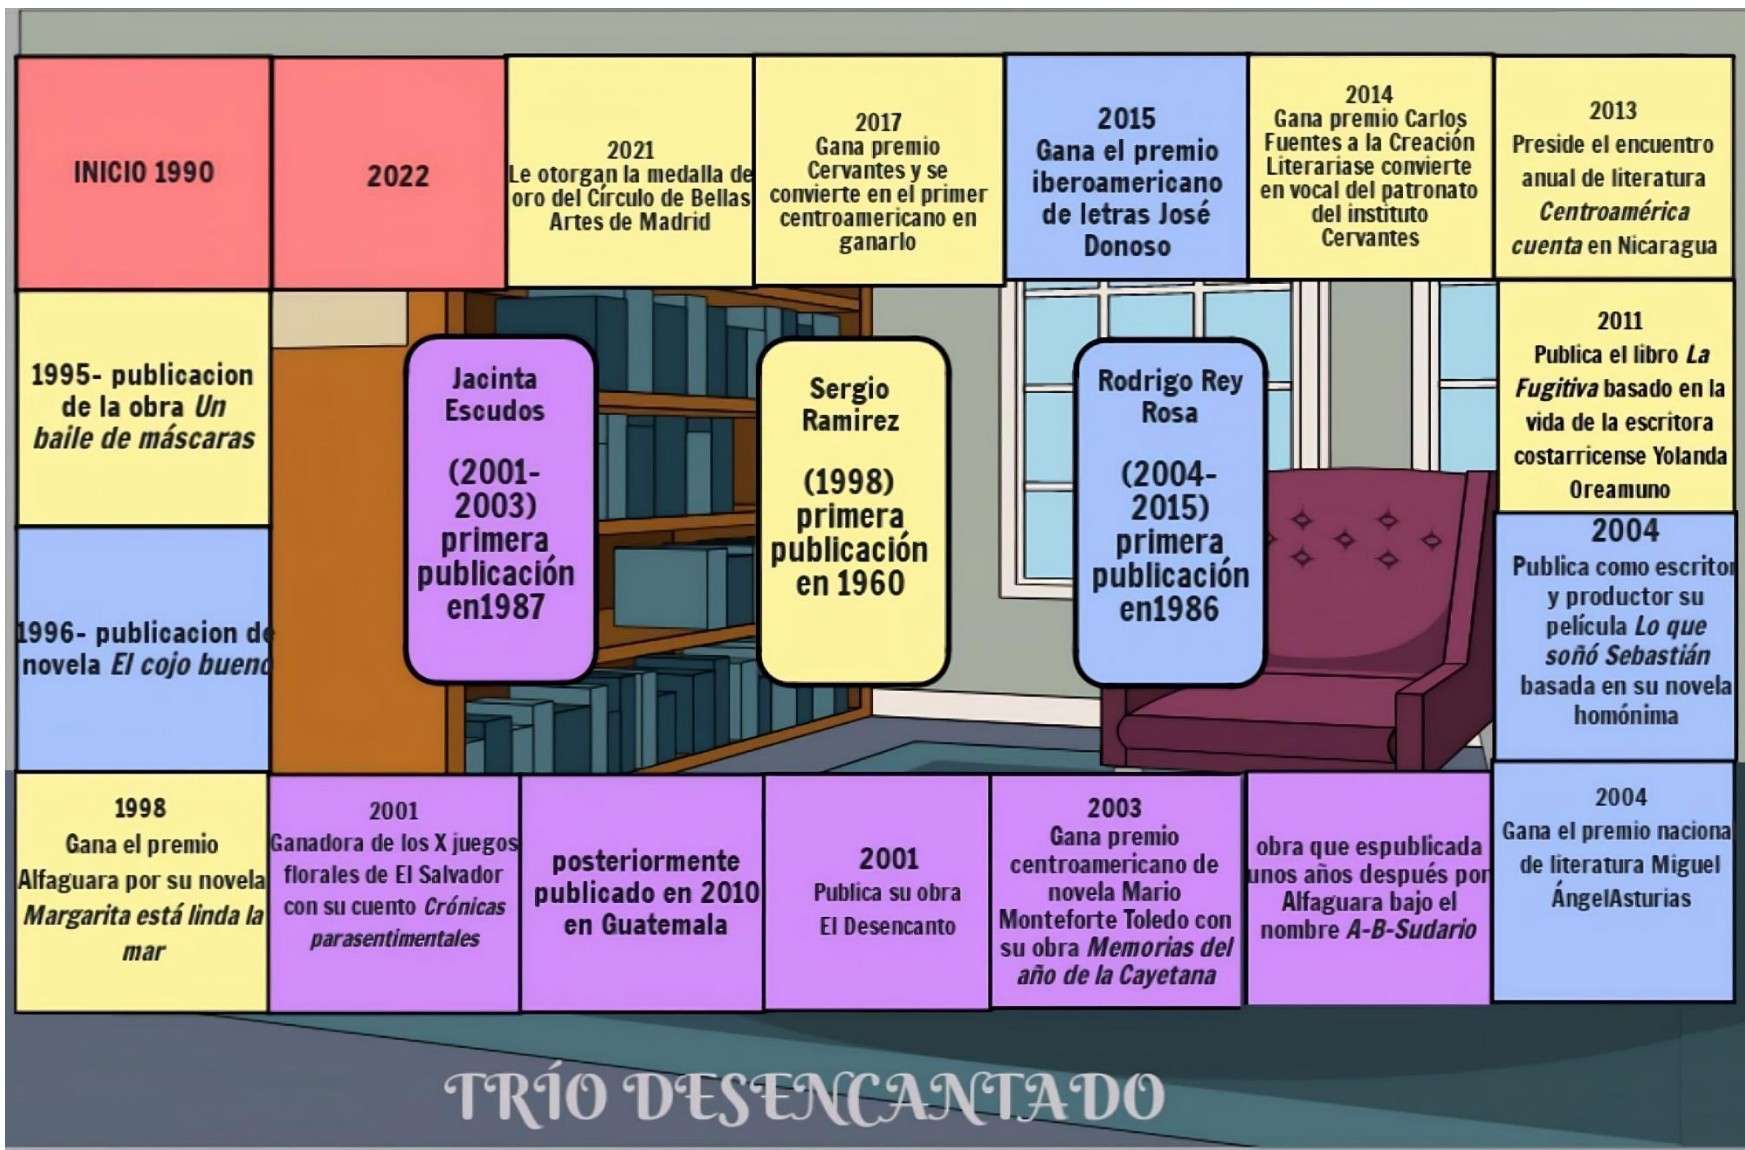 INICIO 1990
2022
2021
Le otorgan la medalla de
oro del Círculo de Bellas
Artes de Madrid
2017
Gana premio
Cervantes y se
convierte en el primer
centroamericano en
ganarlo
2015
Gana el premio
iberoamericano
de letras José
Donoso
2014
Gana premio Carlos
Fuentes a la Creación
Literariase convierte
en vocal del patronato
del instituto
Cervantes
2013
Preside el encuentro
anual de literatura
Centroamérica
cuenta en Nicaragua
1995- publicacion
de la obra Un
baile de máscaras
Jacinta
Escudos
(2001-
2003)
primera
publicación
en1987
Sergio
Ramirez
(1998)
primera
publicación
en 1960
Rodrigo Rey
Rosa
(2004-
2015)
primera
publicación
en1986
2011
Publica el libro La
Fugitiva basado en la
vida de la escritora
costarricense Yolanda
Oreamuno
1996- publicacion de
novela El cojo bueno
2004
Publica como escritor
y productor su
película Lo que
soñó Sebastián
basada en su novela
homónima
1998
Gana el premio
Alfaguara por su novela
Margarita está linda la
mar
2001
Ganadora de los X juegos
florales de El Salvador
con su cuento Crónicas
parasentimentales
posteriormente
publicado en 2010
en Guatemala
2001
Publica su obra
El Desencanto
2003
Gana premio
centroamericano de
novela Mario
Monteforte Toledo con
su obra Memorias del
año de la Cayetana
obra que espublicada
unos años después por
Alfaguara bajo el
nombre A-B-Sudario
2004
Gana el premio naciona
de literatura Miguel
ÁngelAsturias
TRÍO DESENCANTADO